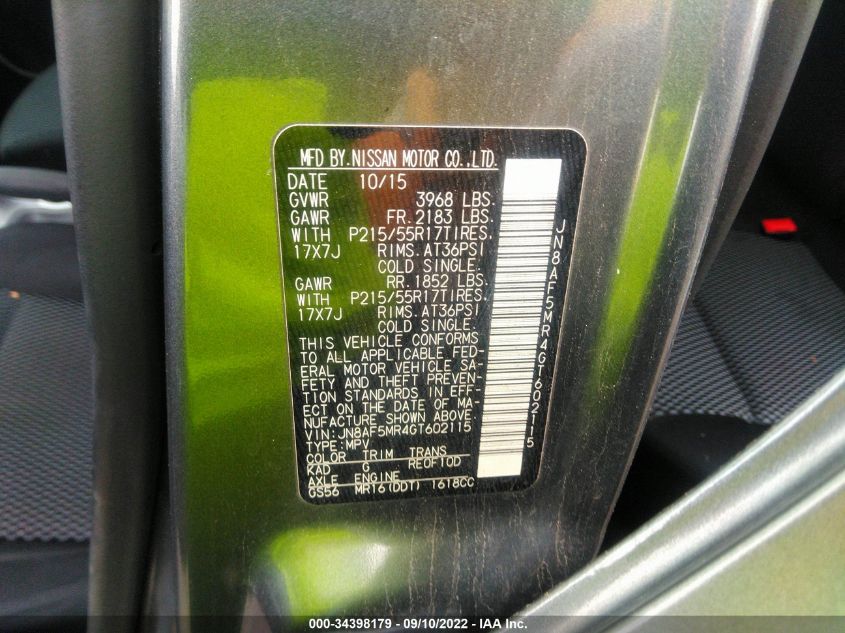 MFD BY.NISSAN MOTOR CO.,LTD.
DATE 10/15
GVWR 3968 LBS.
GAWR FR.2183 LBS.
WITH P215/55R17TIRES.
17X7J RIMS.AT36PSI
COLD SINGLE.
GAWR RR.1852 LBS.
WITH P215/55R17TIRES.
17X7J RIMS.AT36PSI
COLD SINGLE.
THIS VEHICLE CONFORMS
TO ALL APPLICABLE FED-
ERAL MOTOR VEHICLE SA-
FETY AND THEFT PREVEN-
TION STANDARDS IN EFF-
ECT ON THE DATE OF MA-
NUFACTURE SHOWN ABOVE.
VIN:JN8AF5MR4GT602115
TYPE:MPV
COLOR TRIM TRANS
KAD G RE0F10D
AXLE ENGINE
GS56 MR16(DDT) 1618CC
JN8AF5MR4GT602115
000-34398179 - 09/10/2022 - IAA Inc.